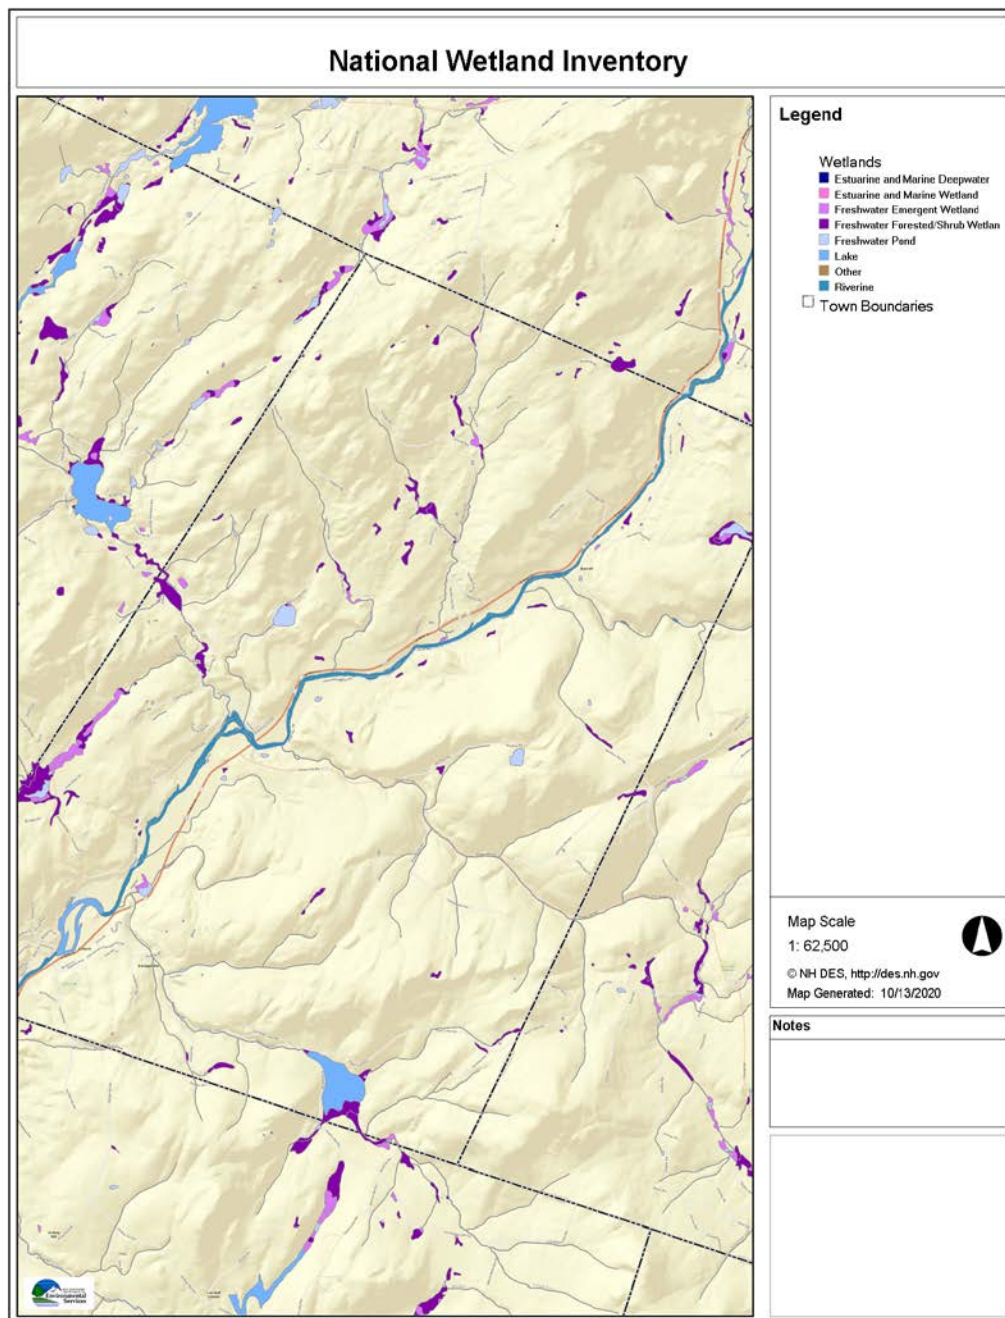 National Wetland Inventory
Legend
Wetlands
Estuarine and Marine Deepwater
Estuarine and Marine Wetland
Freshwater Emergent Wetland
Freshwater Forested/Shrub Wetlan
Freshwater Pond
Lake
Other
Riverine
Town Boundaries
Map Scale
1: 62,500
© NH DES, http://des.nh.gov
Map Generated: 10/13/2020
Notes
Environmental
Services